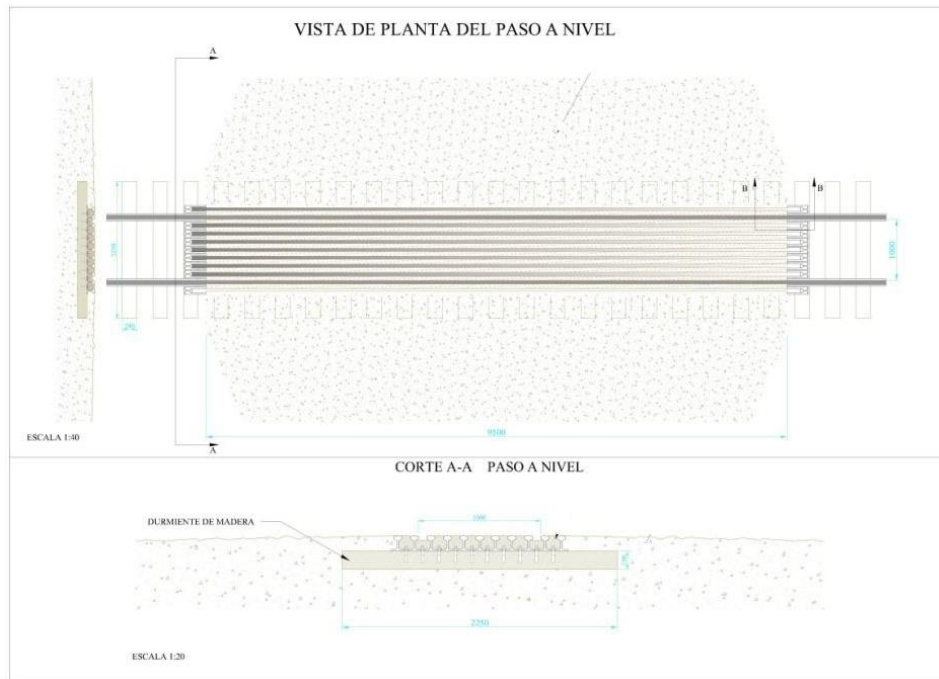 VISTA DE PLANTA DEL PASO A NIVEL
A
B
B
1000
9500
ESCALA 1:40
A
CORTE A-A PASO A NIVEL
DURMIENTE DE MADERA
2250
ESCALA 1:20